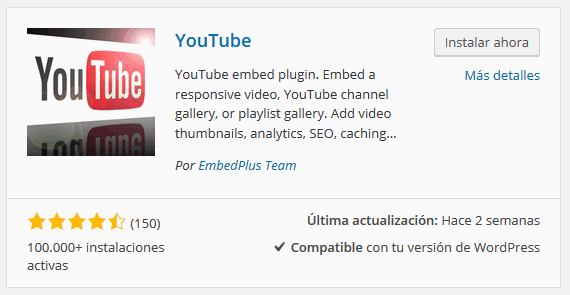 YouTube
YouTube
Instalar ahora
YouTube embed plugin. Embed a
responsive video, YouTube channel
gallery, or playlist gallery. Add video
thumbnails, analytics, SEO, caching...
Más detalles
Por EmbedPlus Team
(150)
100.000+ instalaciones
activas
Última actualización: Hace 2 semanas
Compatible con tu versión de WordPress